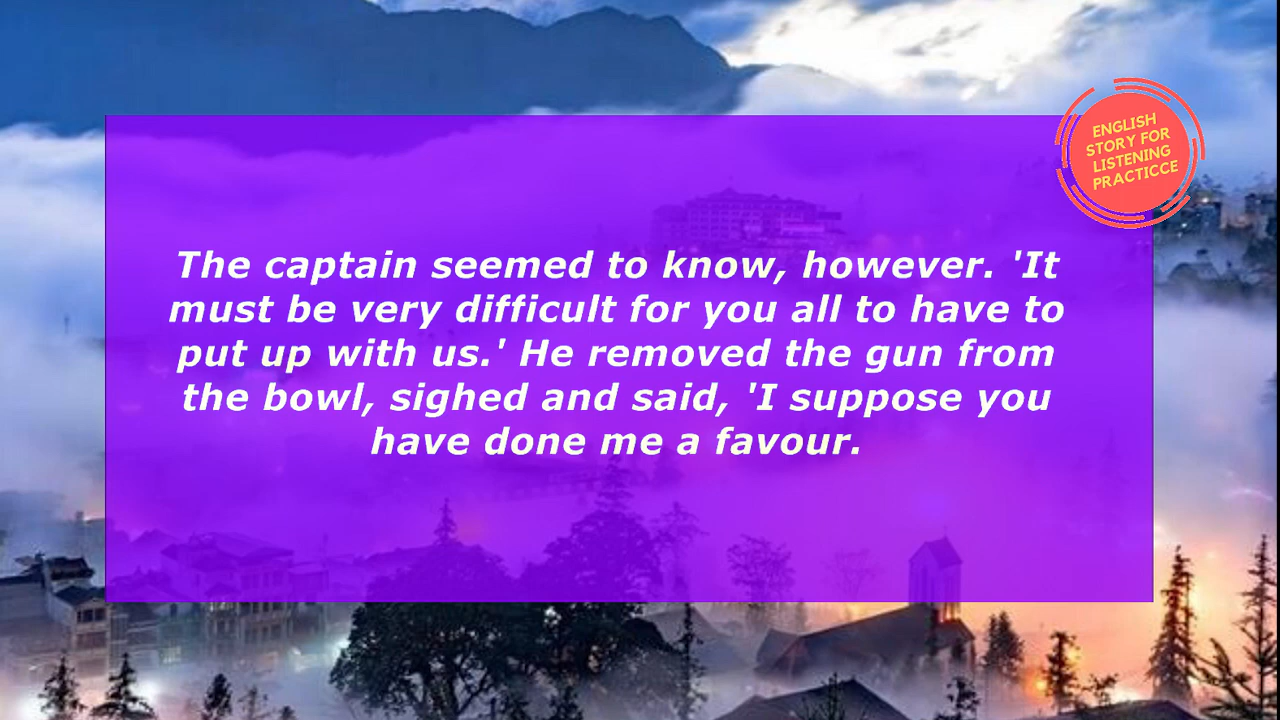 ENGLISH
STORY FOR
LISTENING
PRACTICCE
The captain seemed to know, however. 'It
must be very difficult for you all to have to
put up with us.' He removed the gun from
the bowl, sighed and said, 'I suppose you
have done me a favour.